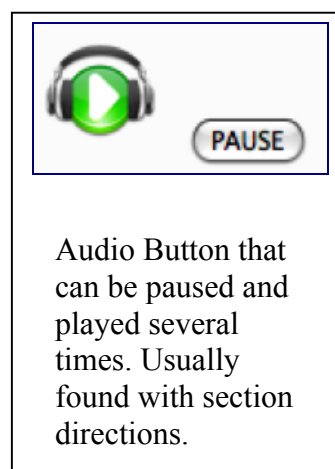 PAUSE
Audio Button that
can be paused and
played several
times. Usually
found with section
directions.